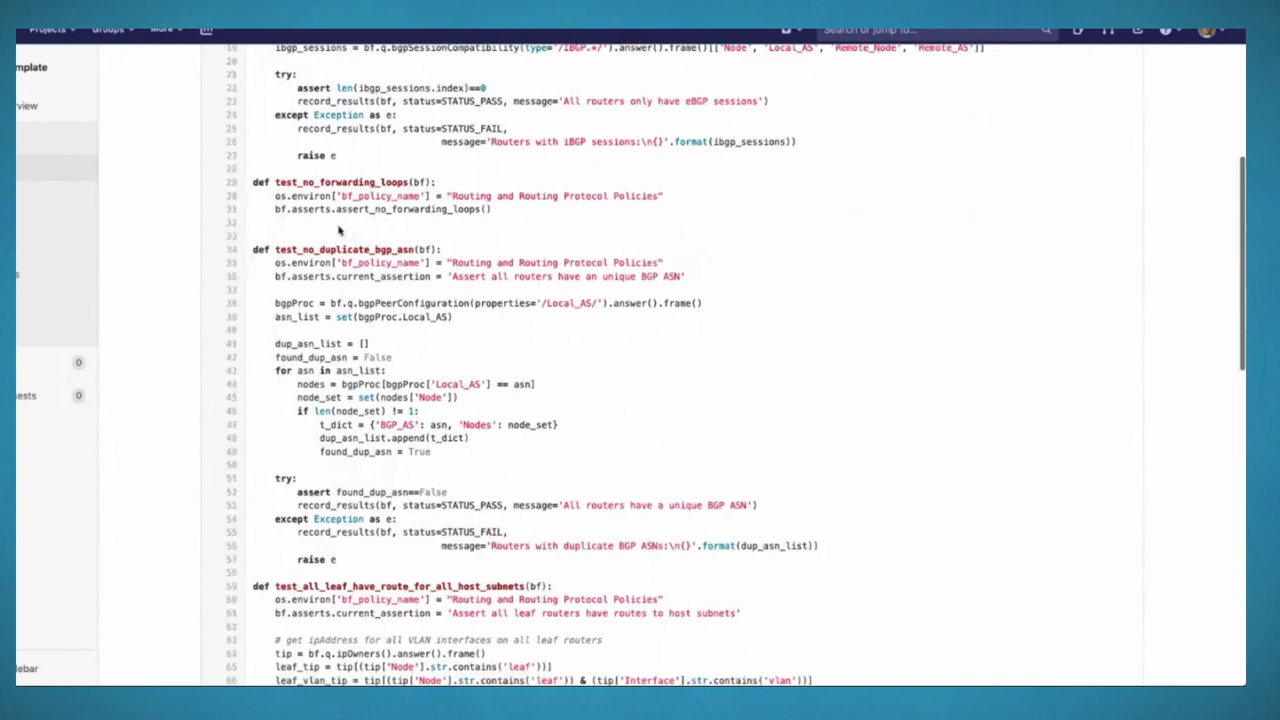 Projects Groups More Search or jump to...
mplate
rview
0
ests 0
ebar
19 ibgp_sessions = bf.q.bgpSessionCompatibility(type='/IBGP.*/').answer().frame()[['Node', 'Local_AS', 'Remote_Node', 'Remote_AS']]
20
21 try:
22 assert len(ibgp_sessions.index)==0
23 record_results(bf, status=STATUS_PASS, message='All routers only have eBGP sessions')
24 except Exception as e:
25 record_results(bf, status=STATUS_FAIL,
26 message='Routers with iBGP sessions:\n{}'.format(ibgp_sessions))
27 raise e
28
29 def test_no_forwarding_loops(bf):
30 os.environ['bf_policy_name'] = "Routing and Routing Protocol Policies"
31 bf.asserts.assert_no_forwarding_loops()
32
33
34 def test_no_duplicate_bgp_asn(bf):
35 os.environ['bf_policy_name'] = "Routing and Routing Protocol Policies"
36 bf.asserts.current_assertion = 'Assert all routers have an unique BGP ASN'
37
38 bgpProc = bf.q.bgpPeerConfiguration(properties='/Local_AS/').answer().frame()
39 asn_list = set(bgpProc.Local_AS)
40
41 dup_asn_list = []
42 found_dup_asn = False
43 for asn in asn_list:
44 nodes = bgpProc[bgpProc['Local_AS'] == asn]
45 node_set = set(nodes['Node'])
46 if len(node_set) != 1:
47 t_dict = {'BGP_AS': asn, 'Nodes': node_set}
48 dup_asn_list.append(t_dict)
49 found_dup_asn = True
50
51 try:
52 assert found_dup_asn==False
53 record_results(bf, status=STATUS_PASS, message='All routers have a unique BGP ASN')
54 except Exception as e:
55 record_results(bf, status=STATUS_FAIL,
56 message='Routers with duplicate BGP ASNs:\n{}'.format(dup_asn_list))
57 raise e
58
59 def test_all_leaf_have_route_for_all_host_subnets(bf):
60 os.environ['bf_policy_name'] = "Routing and Routing Protocol Policies"
61 bf.asserts.current_assertion = 'Assert all leaf routers have routes to host subnets'
62
63 # get ipAddress for all VLAN interfaces on all leaf routers
64 tip = bf.q.ipOwners().answer().frame()
65 leaf_tip = tip[(tip['Node'].str.contains('leaf'))]
66 leaf_vlan_tip = tip[(tip['Node'].str.contains('leaf')) & (tip['Interface'].str.contains('vlan'))]